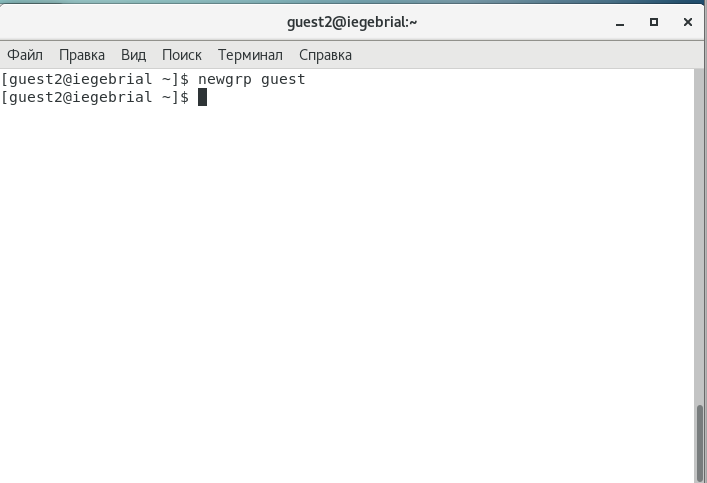 guest2@iegebrial:~
Файл Правка Вид Поиск Терминал Справка
[guest2@iegebrial ~]$ newgrp guest
[guest2@iegebrial ~]$